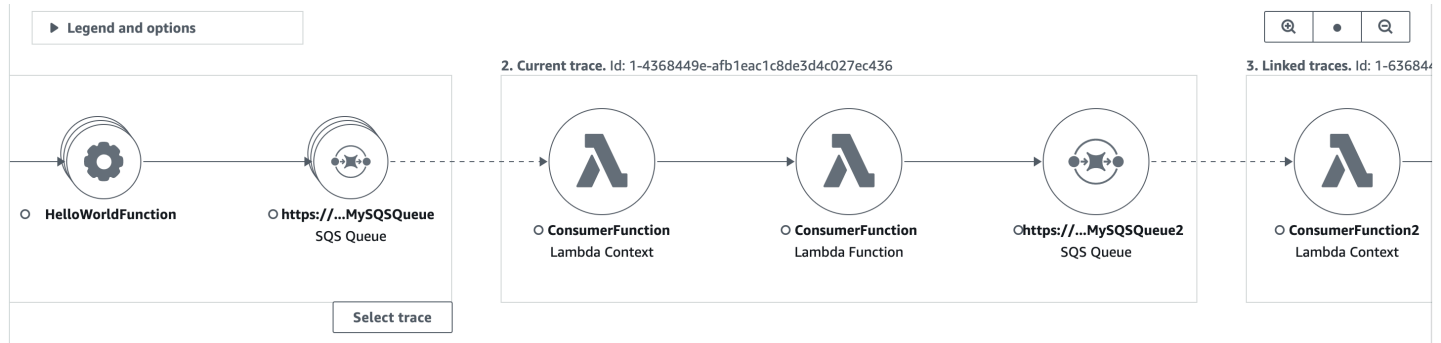 Legend and options
2. Current trace. Id: 1-4368449e-afb1eac1c8de3d4c027ec436
3. Linked traces. Id: 1-636844
HelloWorldFunction
https://...MySQSQueue
SQS Queue
Select trace
ConsumerFunction
Lambda Context
ConsumerFunction
Lambda Function
https://...MySQSQueue2
SQS Queue
ConsumerFunction2
Lambda Context